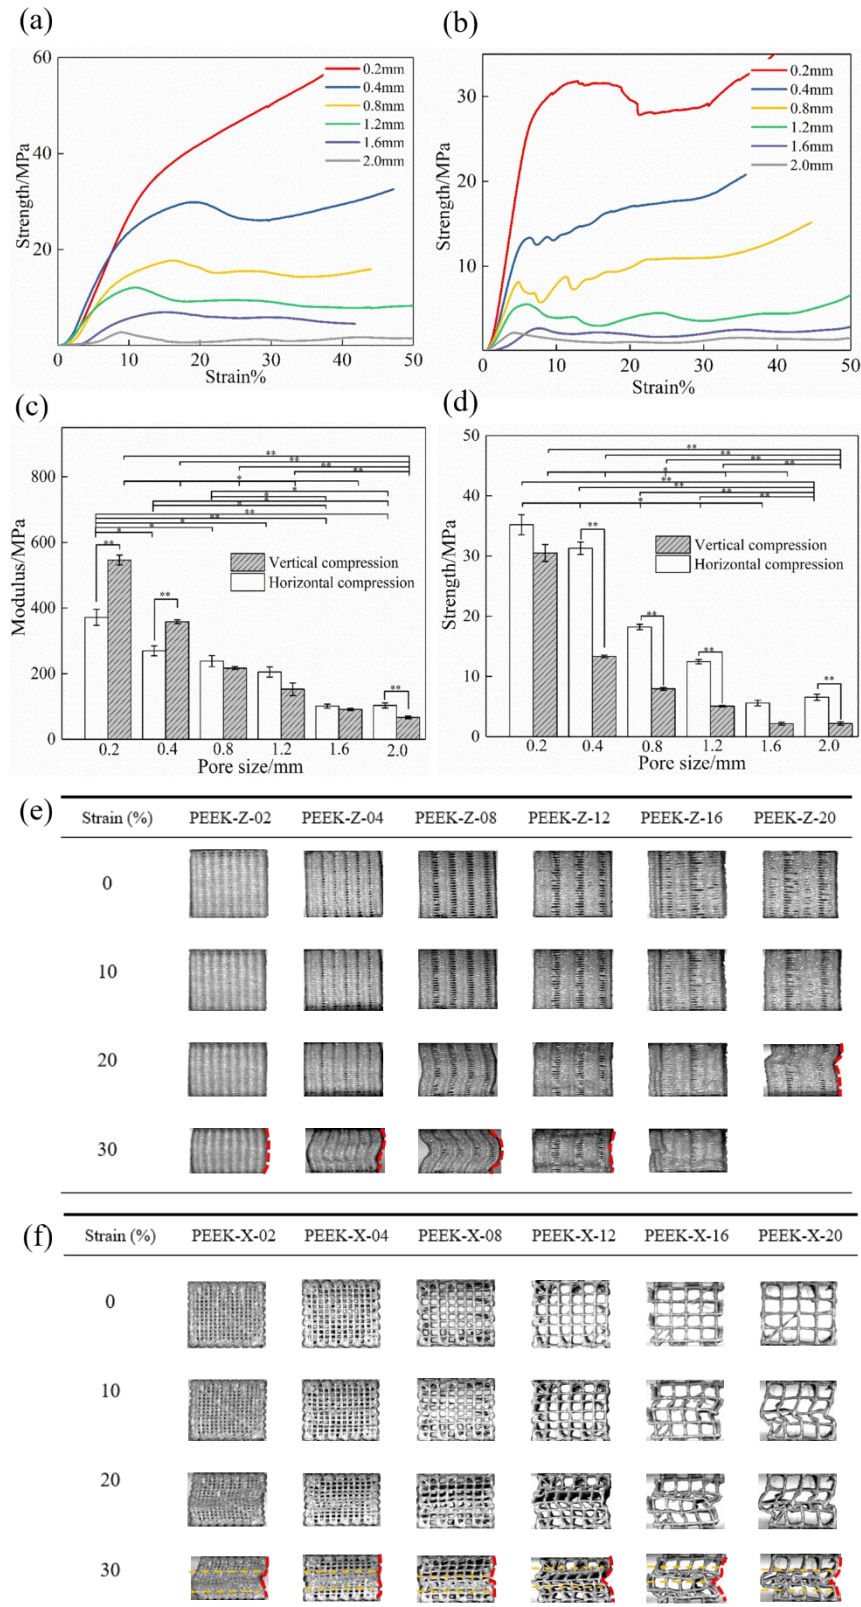 (a)
(b)
60
40
20
0
10
20
30
40
50
Strength/MPa
Strain%
0.2mm
0.4mm
0.8mm
1.2mm
1.6mm
2.0mm
30
20
10
0
10
20
30
40
50
Strength/MPa
Strain%
0.2mm
0.4mm
0.8mm
1.2mm
1.6mm
2.0mm
(c)
(d)
800
600
400
200
0
Modulus/MPa
Vertical compression
Horizontal compression
0.2
0.4
0.8
1.2
1.6
2.0
Pore size/mm
50
40
30
20
10
0
Strength/MPa
Vertical compression
Horizontal compression
0.2
0.4
0.8
1.2
1.6
2.0
Pore size/mm
(e)
Strain (%) PEEK-Z-02 PEEK-Z-04 PEEK-Z-08 PEEK-Z-12 PEEK-Z-16 PEEK-Z-20
0
10
20
30
(f)
Strain (%) PEEK-X-02 PEEK-X-04 PEEK-X-08 PEEK-X-12 PEEK-X-16 PEEK-X-20
0
10
20
30